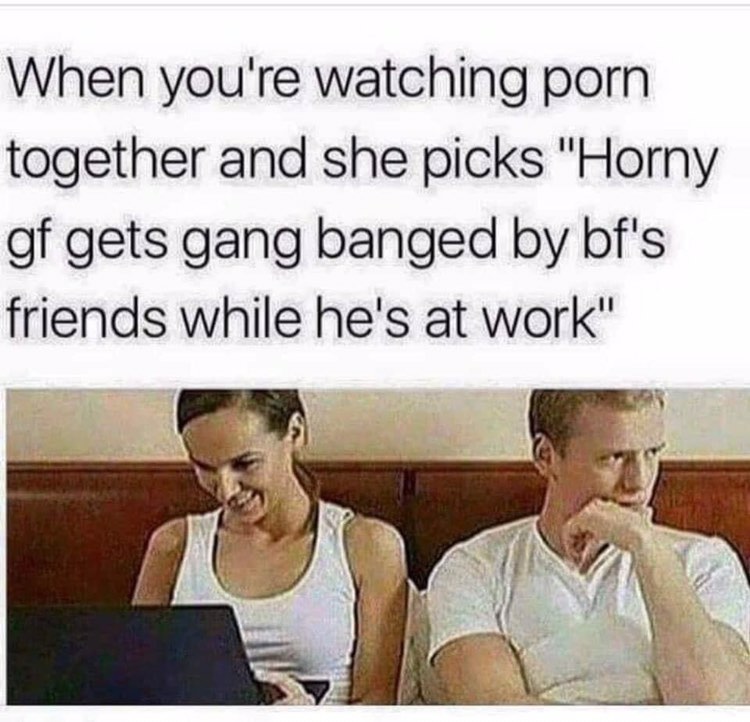 When you're watching porn
together and she picks "Horny
gf gets gang banged by bf's
friends while he's at work"